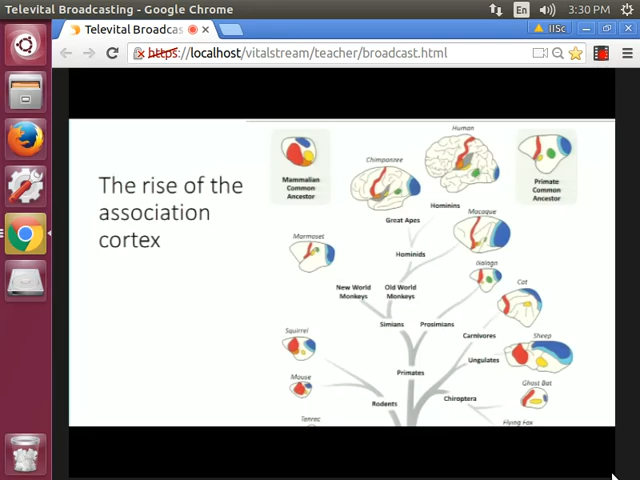 Televital Broadcasting - Google Chrome
En
3:30 PM
Televital Broadcas
IISc
https://localhost/vitalstream/teacher/broadcast.html
The rise of the
association
cortex
Mammalian
Common
Ancestor
Human
Primate
Common
Ancestor
Chimpanzee
Hominins
Great Apes
Macaque
Marmoset
Hominids
Galago
New World
Monkeys
Old World
Monkeys
Cat
Simians
Prosimians
Carnivores
Squirrel
Sheep
Ungulates
Mouse
Primates
Ghost Bat
Rodents
Chiroptera
Tenrec
Flying Fox